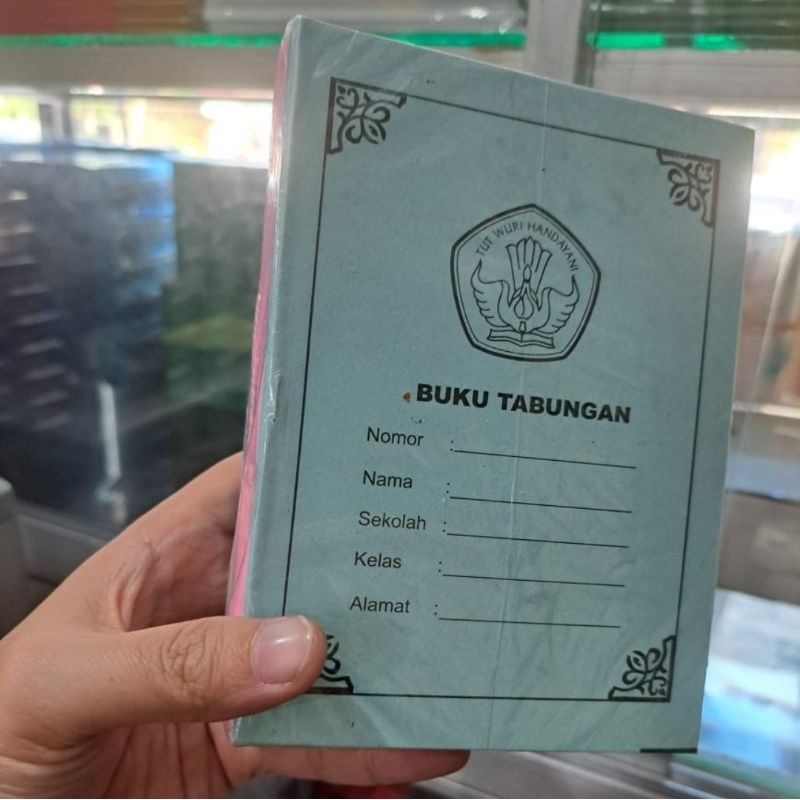 TUT WURI HANDAYANI
BUKU TABUNGAN
Nomor :
Nama :
Sekolah :
Kelas :
Alamat :